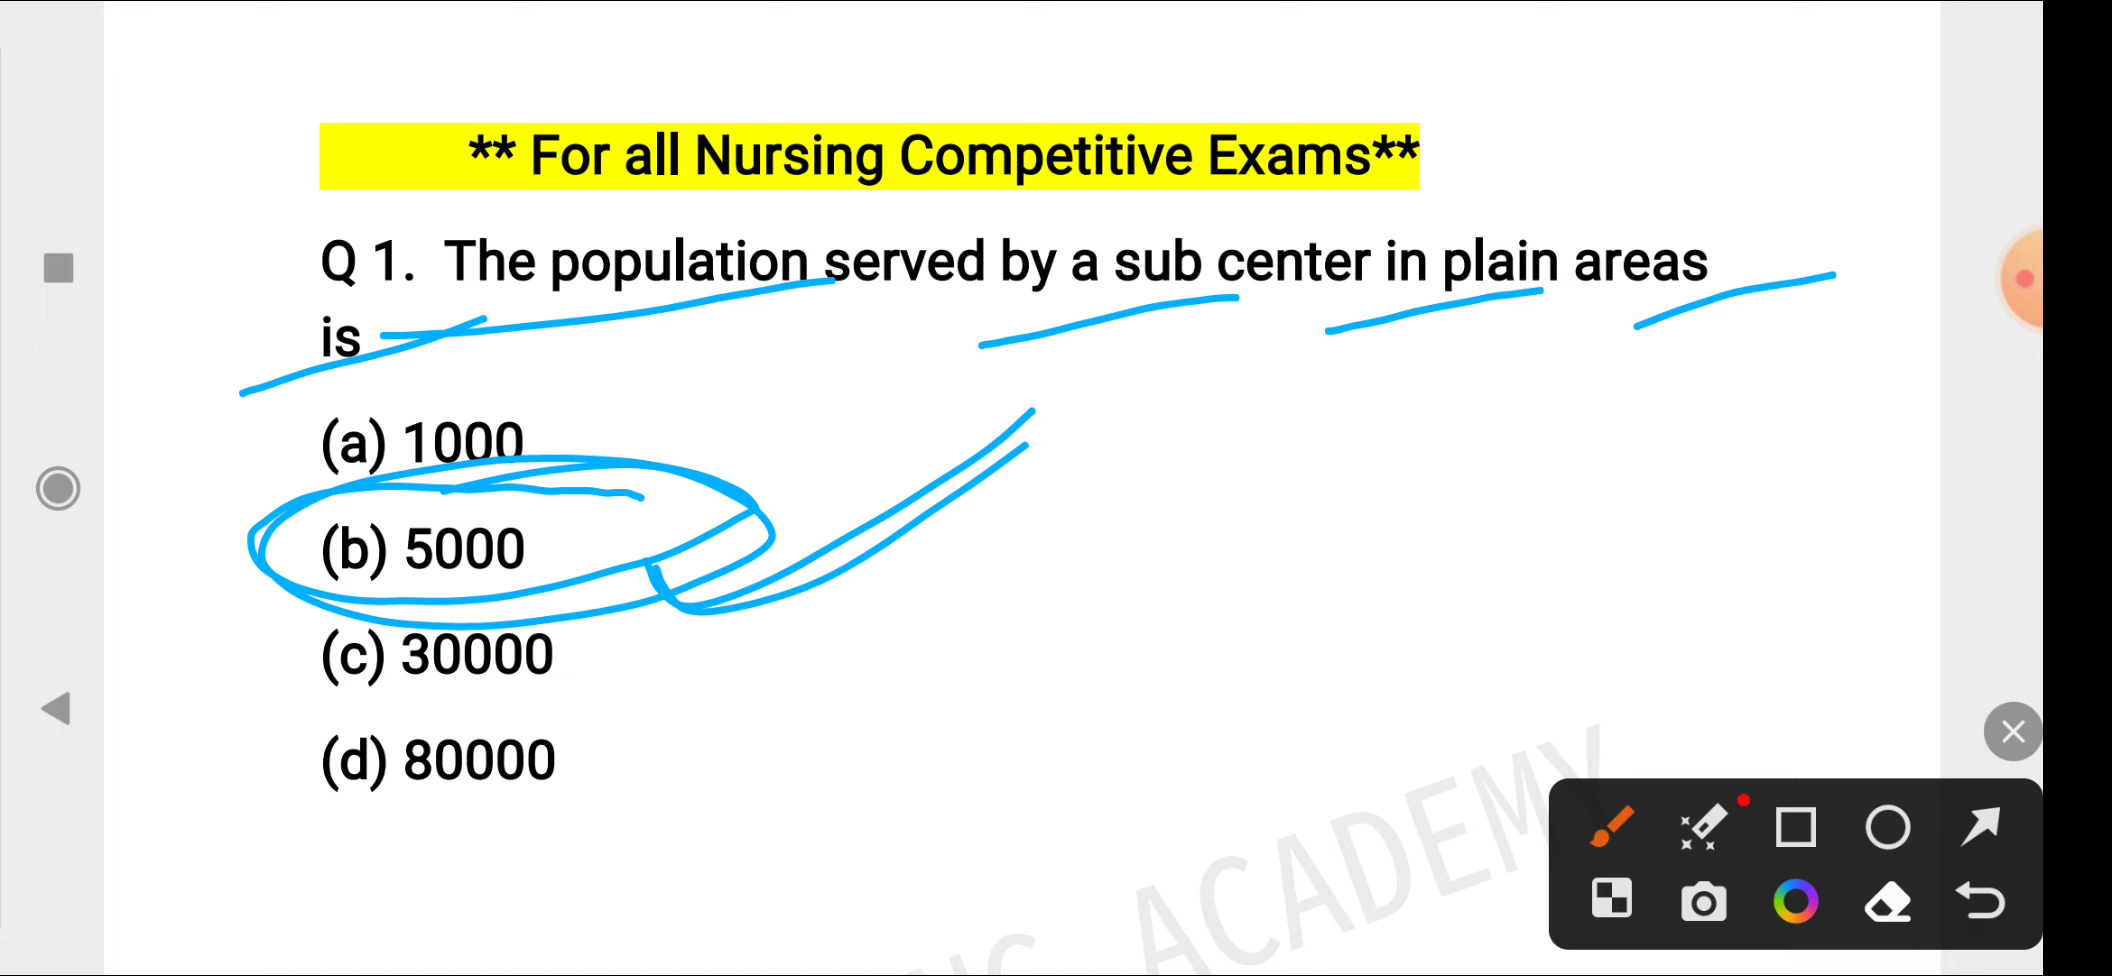 ** For all Nursing Competitive Exams**
Q 1. The population served by a sub center in plain areas
is
(a) 1000
(b) 5000
(c) 30000
(d) 80000
ACADEMY